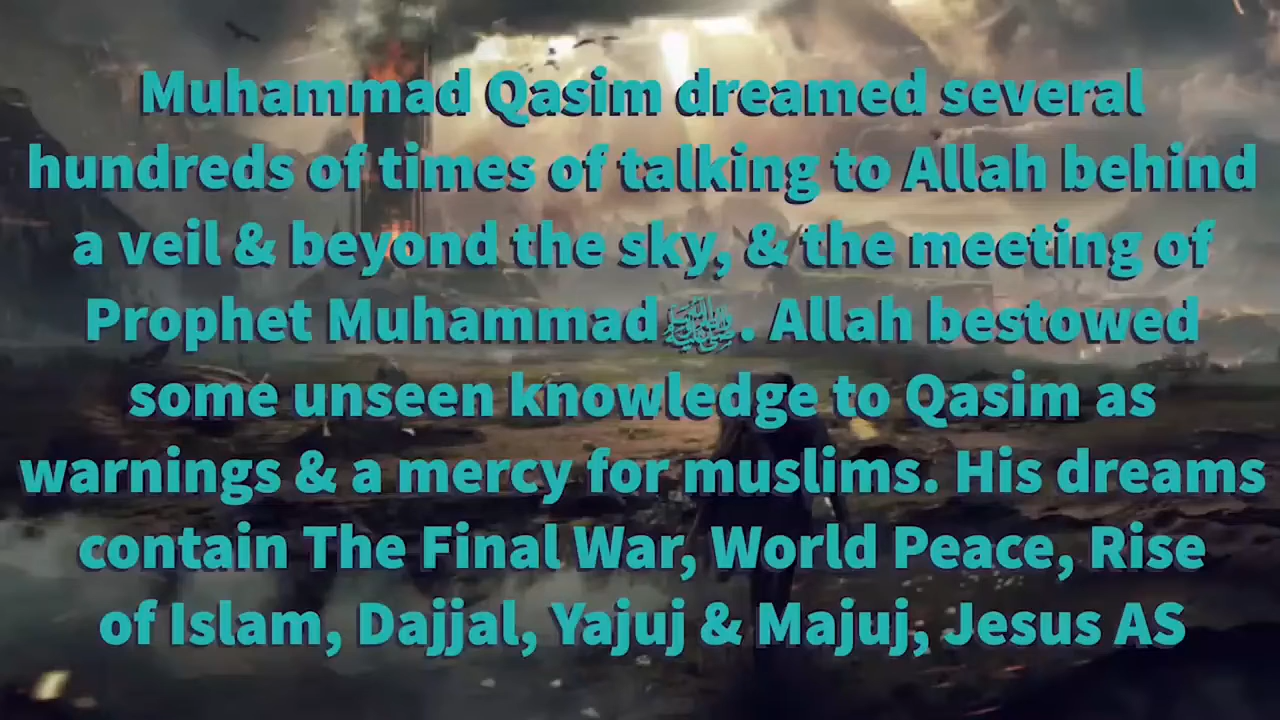 Muhammad Qasim dreamed several
hundreds of times of talking to Allah behind
a veil & beyond the sky, & the meeting of
Prophet Muhammad ﷺ. Allah bestowed
some unseen knowledge to Qasim as
warnings & a mercy for muslims. His dreams
contain The Final War, World Peace, Rise
of Islam, Dajjal, Yajuj & Majuj, Jesus AS